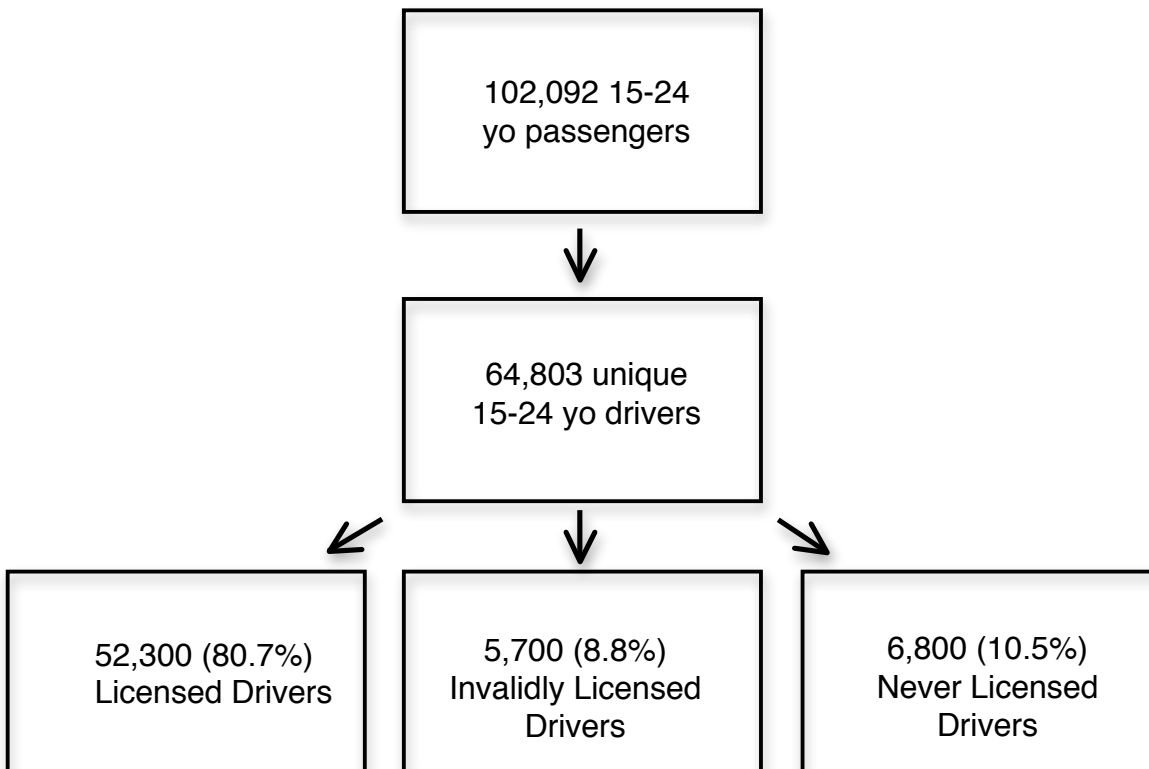 102,092 15-24
yo passengers
64,803 unique
15-24 yo drivers
52,300 (80.7%)
Licensed Drivers
5,700 (8.8%)
Invalidly Licensed
Drivers
6,800 (10.5%)
Never Licensed
Drivers